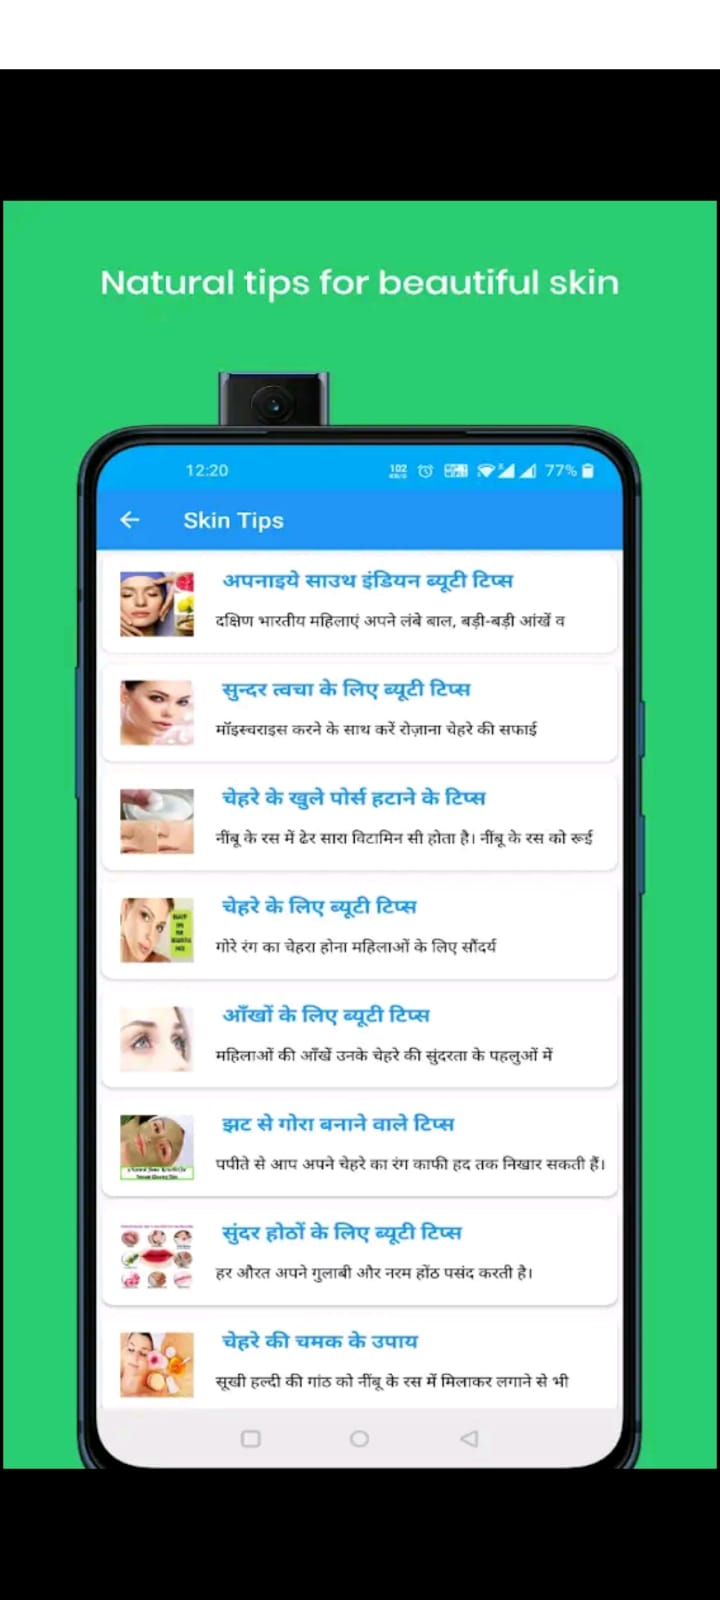 Natural tips for beautiful skin
12:20
102
77%
Skin Tips
अपनाइये साउथ इंडियन ब्यूटी टिप्स
दक्षिण भारतीय महिलाएं अपने लंबे बाल, बड़ी-बड़ी आंखें व
सुन्दर त्वचा के लिए ब्यूटी टिप्स
मॉइस्चराइस करने के साथ करें रोज़ाना चेहरे की सफाई
चेहरे के खुले पोर्स हटाने के टिप्स
नींबू के रस में ढेर सारा विटामिन सी होता है। नींबू के रस को रूई
चेहरे के लिए ब्यूटी टिप्स
गोरे रंग का चेहरा होना महिलाओं के लिए सौंदर्य
आँखों के लिए ब्यूटी टिप्स
महिलाओं की आँखें उनके चेहरे की सुंदरता के पहलुओं में
झट से गोरा बनाने वाले टिप्स
पपीते से आप अपने चेहरे का रंग काफी हद तक निखार सकती हैं।
सुंदर होठों के लिए ब्यूटी टिप्स
हर औरत अपने गुलाबी और नरम होंठ पसंद करती है।
चेहरे की चमक के उपाय
सूखी हल्दी की गांठ को नींबू के रस में मिलाकर लगाने से भी